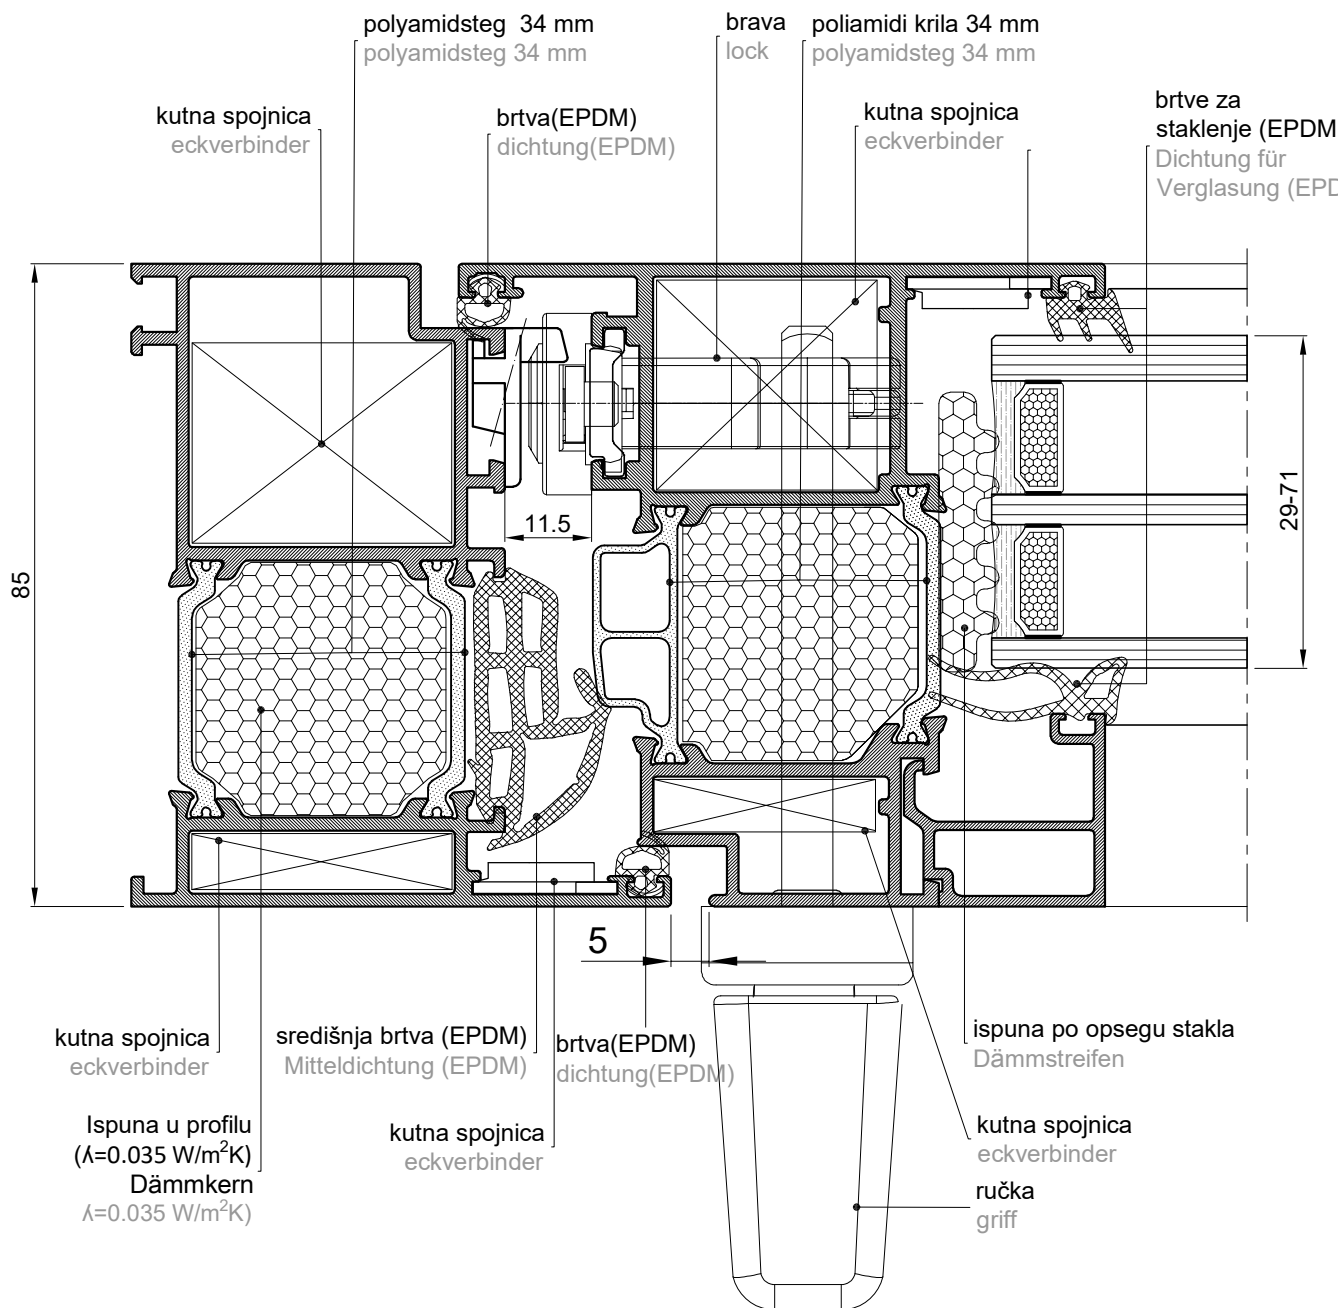 polyamidsteg  34 mm
polyamidsteg 34 mm
brava
lock
poliamidi krila 34 mm
polyamidsteg 34 mm
kutna spojnica
eckverbinder
brtva(EPDM)
dichtung(EPDM)
kutna spojnica
eckverbinder
brtve za
staklenje (EPDM
Dichtung für
Verglasung (EPD
85
11.5
29-71
5
kutna spojnica
eckverbinder
središnja brtva (EPDM)
Mitteldichtung (EPDM)
brtva(EPDM)
dichtung(EPDM)
ispuna po opsegu stakla
Dämmstreifen
Ispuna u profilu
(λ=0.035 W/m²K)
Dämmkern
λ=0.035 W/m²K)
kutna spojnica
eckverbinder
kutna spojnica
eckverbinder
ručka
griff